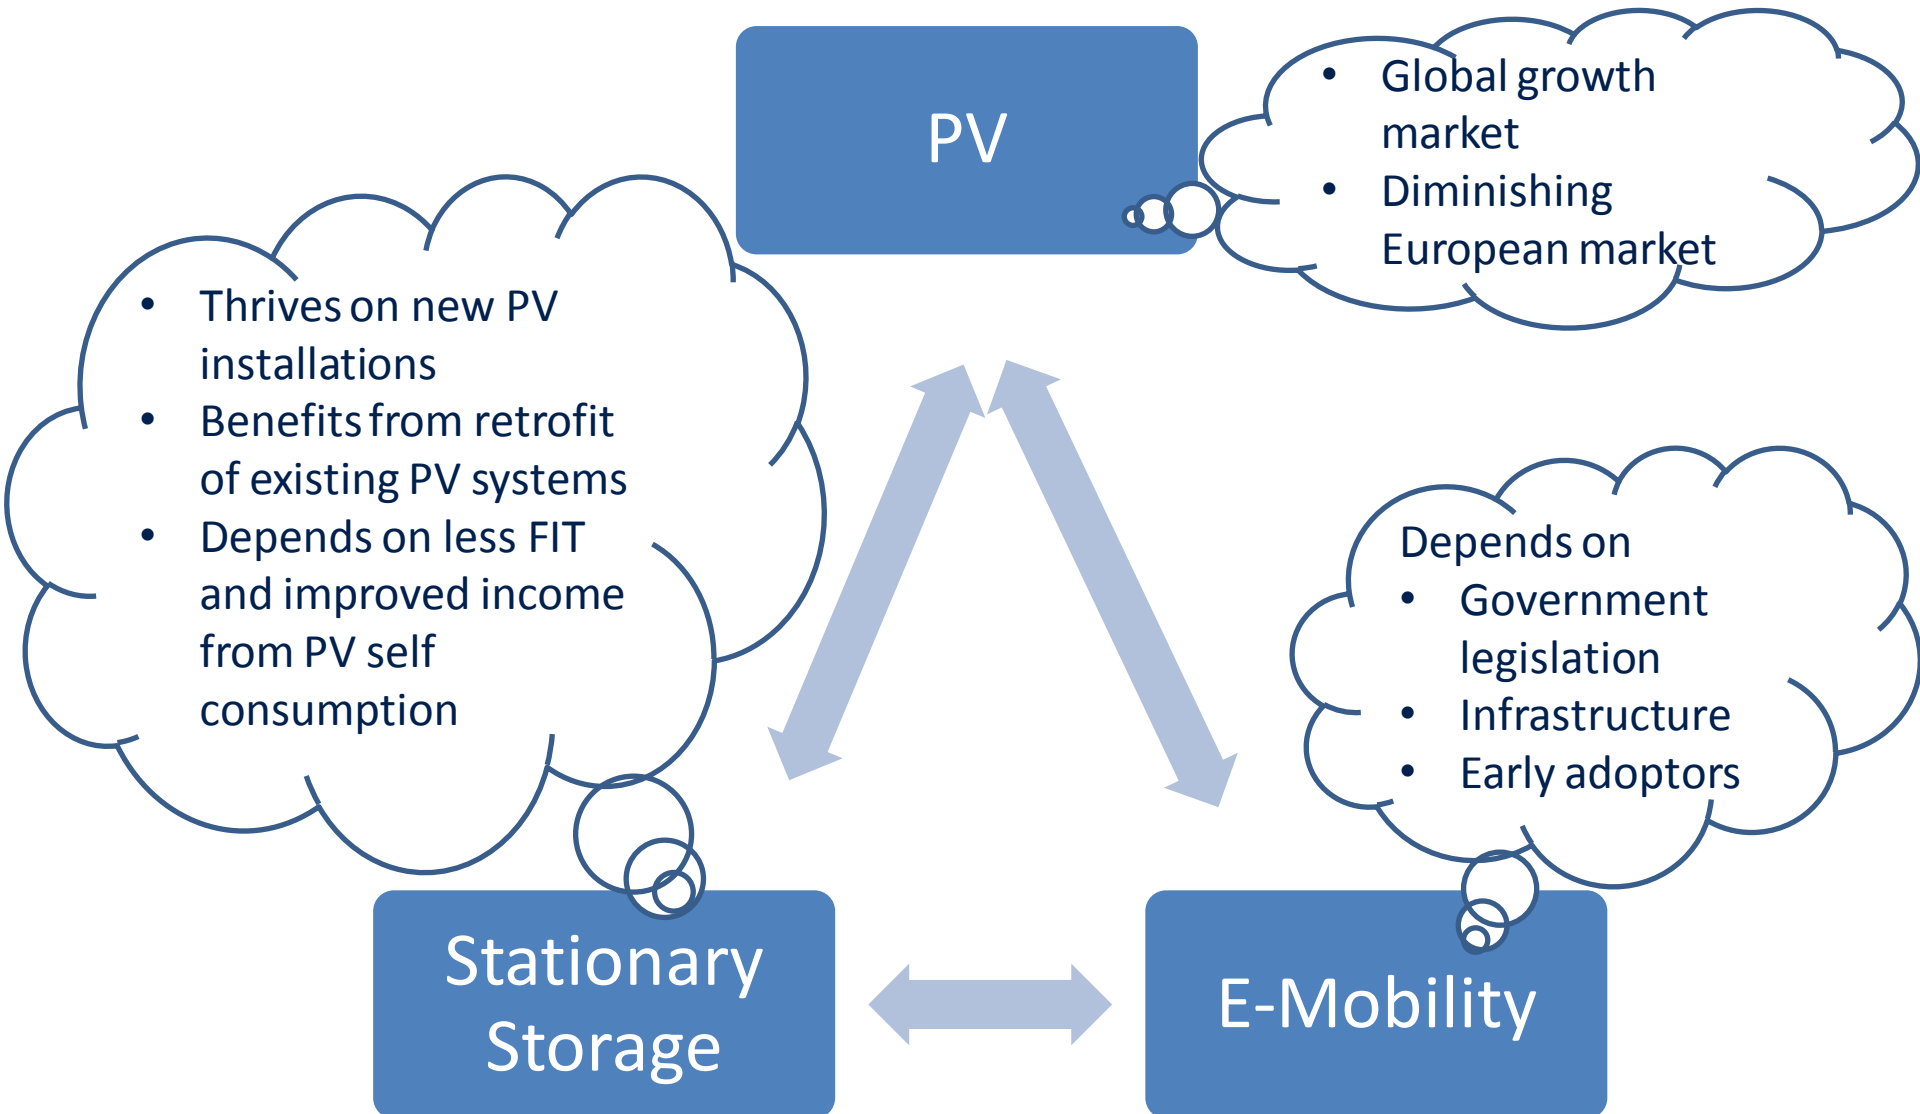 PV
• Global growth
market
• Diminishing
European market
• Thrives on new PV
installations
• Benefits from retrofit
of existing PV systems
• Depends on less FIT
and improved income
from PV self
consumption
Depends on
• Government
legislation
• Infrastructure
• Early adoptors
Stationary
Storage
E-Mobility